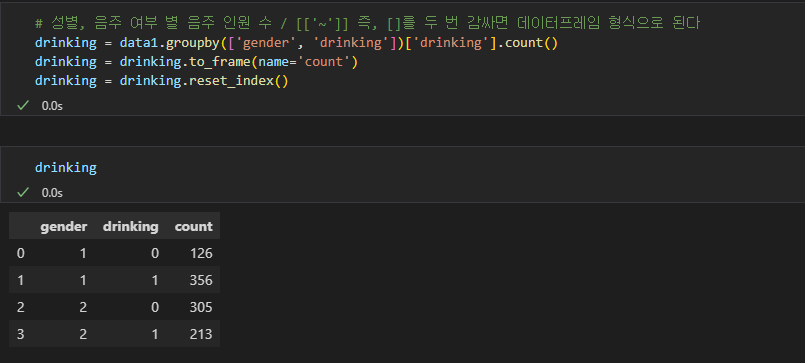 # 성별, 음주 여부 별 음주 인원 수 / [['~']] 즉, []를 두 번 감싸면 데이터프레임 형식으로 된다
drinking = data1.groupby(['gender', 'drinking'])['drinking'].count()
drinking = drinking.to_frame(name='count')
drinking = drinking.reset_index()
✓ 0.0s
drinking
✓ 0.0s
gender drinking count
0 1 0 126
1 1 1 356
2 2 0 305
3 2 1 213